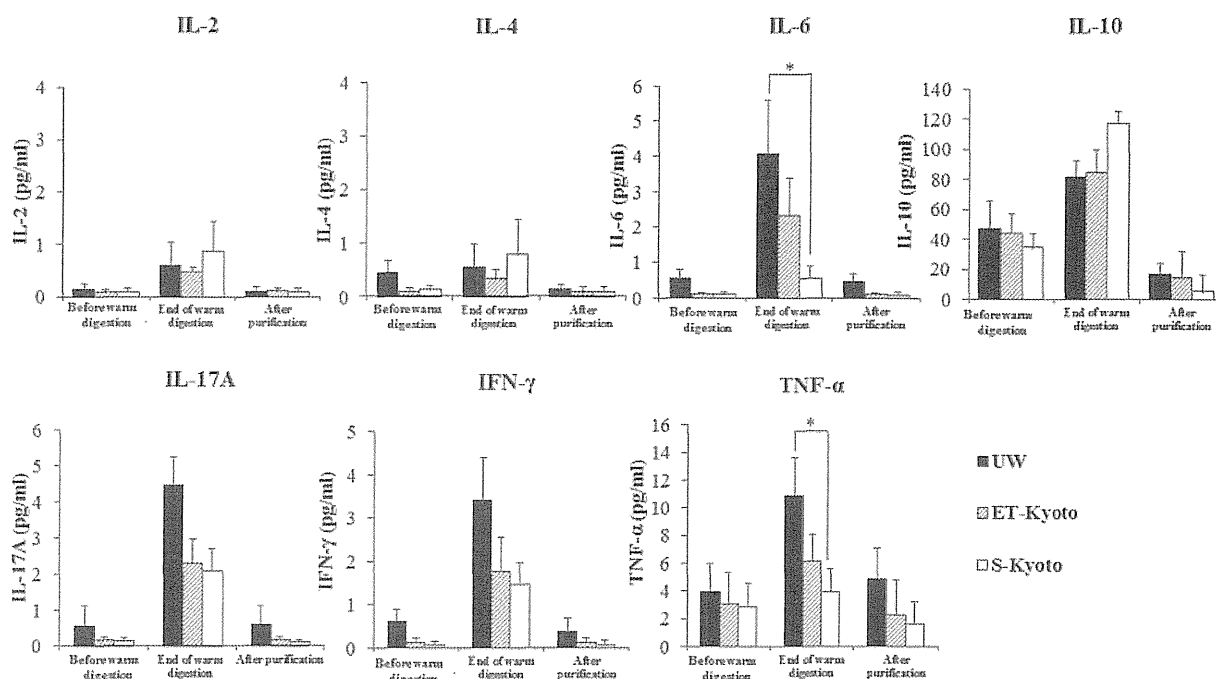 IL-2
IL-4
IL-6
IL-10
4
3
2
1
0
IL-2 (pg/ml)
Before warm
digestion
End of warm
digestion
After
purification
4
3
2
1
0
IL-4 (pg/ml)
Before warm
digestion
End of warm
digestion
After
purification
*
6
5
4
3
2
1
0
IL-6 (pg/ml)
Before warm
digestion
End of warm
digestion
After
purification
140
120
100
80
60
40
20
0
IL-10 (pg/ml)
Before warm
digestion
End of warm
digestion
After
purification
IL-17A
IFN-γ
TNF-α
6
5
4
3
2
1
0
IL-17A (pg/ml)
Before warm
digestion
End of warm
digestion
After purification
5
4
3
2
1
0
IFN-γ (pg/ml)
Before warm
digestion
End of warm
digestion
After
purification
*
16
14
12
10
8
6
4
2
0
TNF-α (pg/ml)
Before warm
digestion
End of warm
digestion
After
purification
UW
ET-Kyoto
S-Kyoto